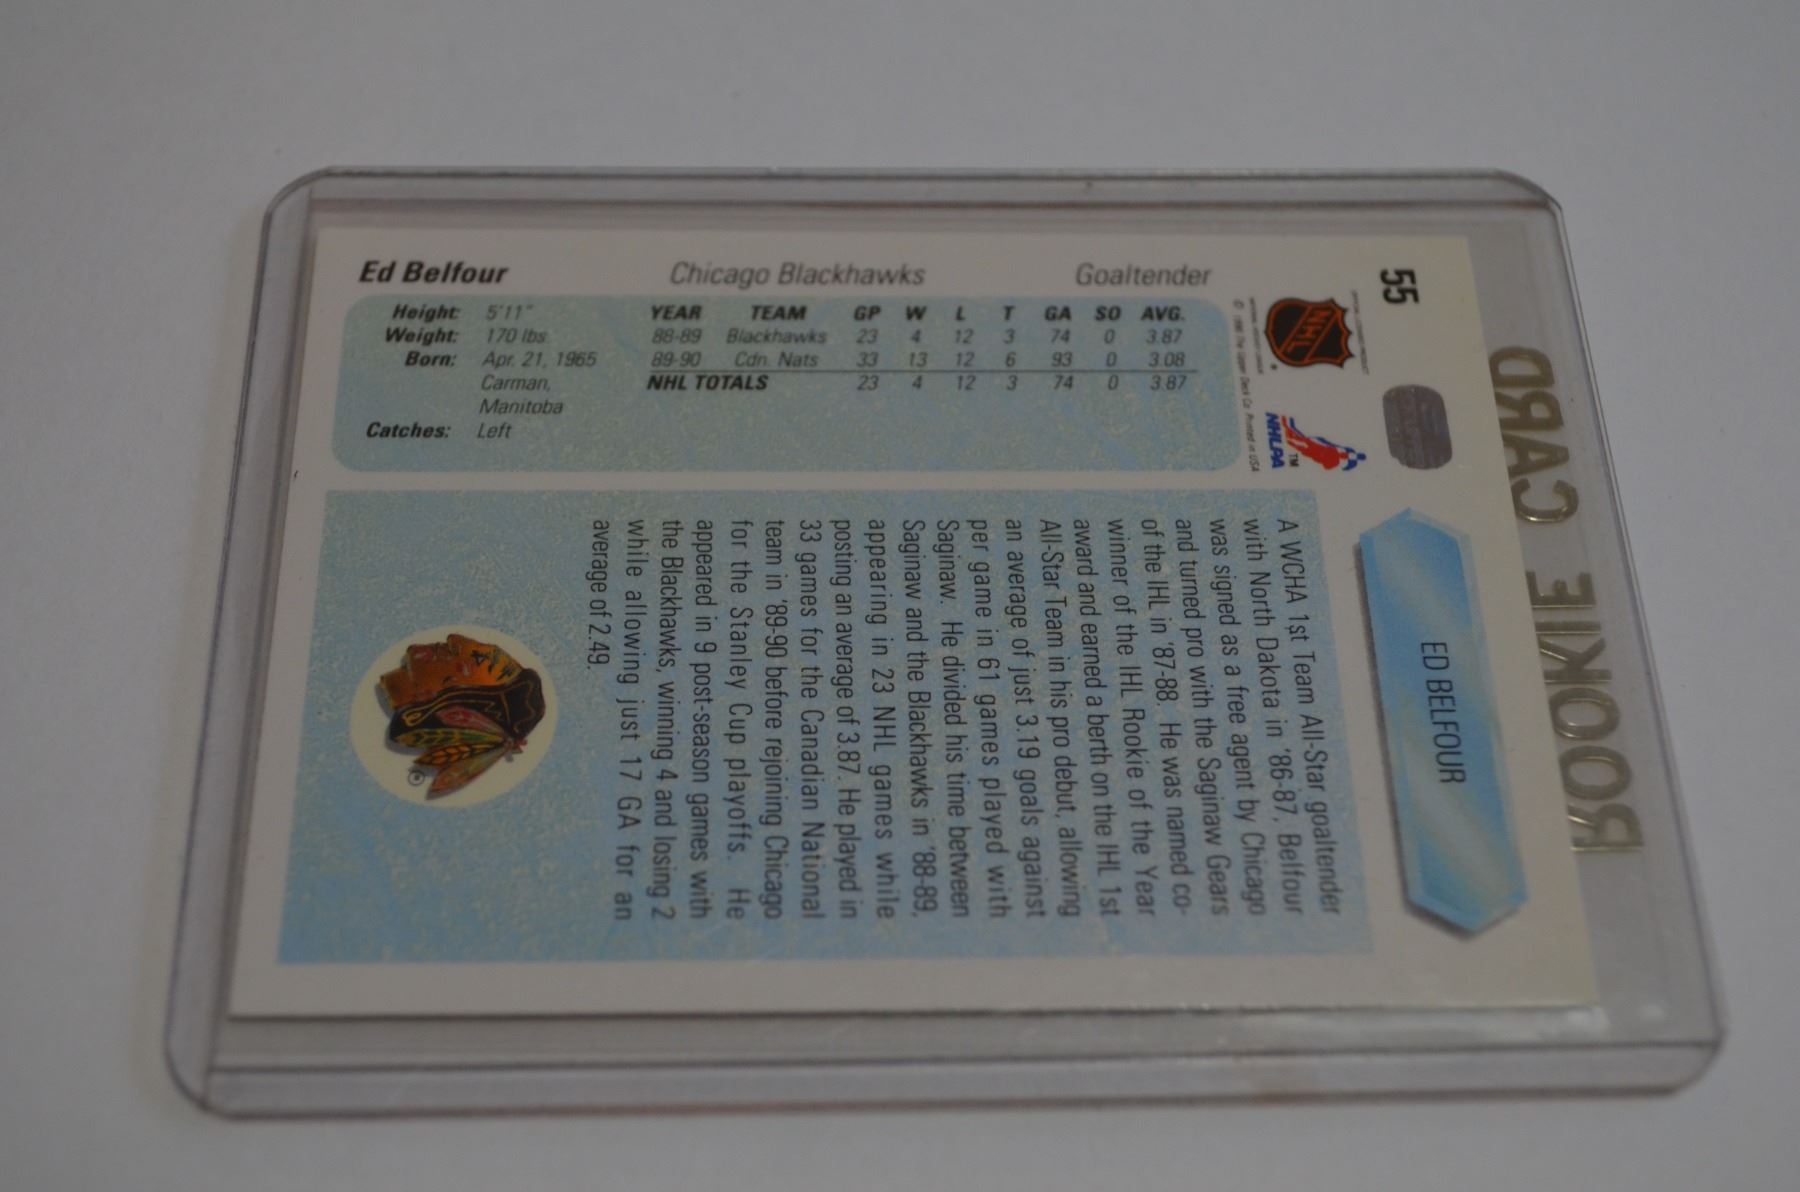 Ed Belfour Chicago Blackhawks Goaltender
Height: 5'11"
Weight: 170 lbs.
Born: Apr. 21, 1965
Carman,
Manitoba
Catches: Left
YEAR TEAM GP W L T GA SO AVG.
88-89 Blackhawks 23 4 12 3 74 0 3.87
89-90 Cdn. Nats 33 13 12 6 93 0 3.08
NHL TOTALS 23 4 12 3 74 0 3.87
55
NHL
NHLPA
TM
The Upper Deck Co. Printed in USA
ED BELFOUR
A WCHA 1st Team All-Star goaltender
with North Dakota in '86-87, Belfour
was signed as a free agent by Chicago
and turned pro with the Saginaw Gears
of the IHL in '87-88. He was named co-
winner of the IHL Rookie of the Year
award and earned a berth on the IHL 1st
All-Star Team in his pro debut, allowing
an average of just 3.19 goals against
per game in 61 games played with
Saginaw. He divided his time between
Saginaw and the Blackhawks in '88-89,
appearing in 23 NHL games while
posting an average of 3.87. He played in
33 games for the Canadian National
team in '89-90 before rejoining Chicago
for the Stanley Cup playoffs. He
appeared in 9 post-season games with
the Blackhawks, winning 4 and losing 2
while allowing just 17 GA for an
average of 2.49.
®
ROOKIE CARD